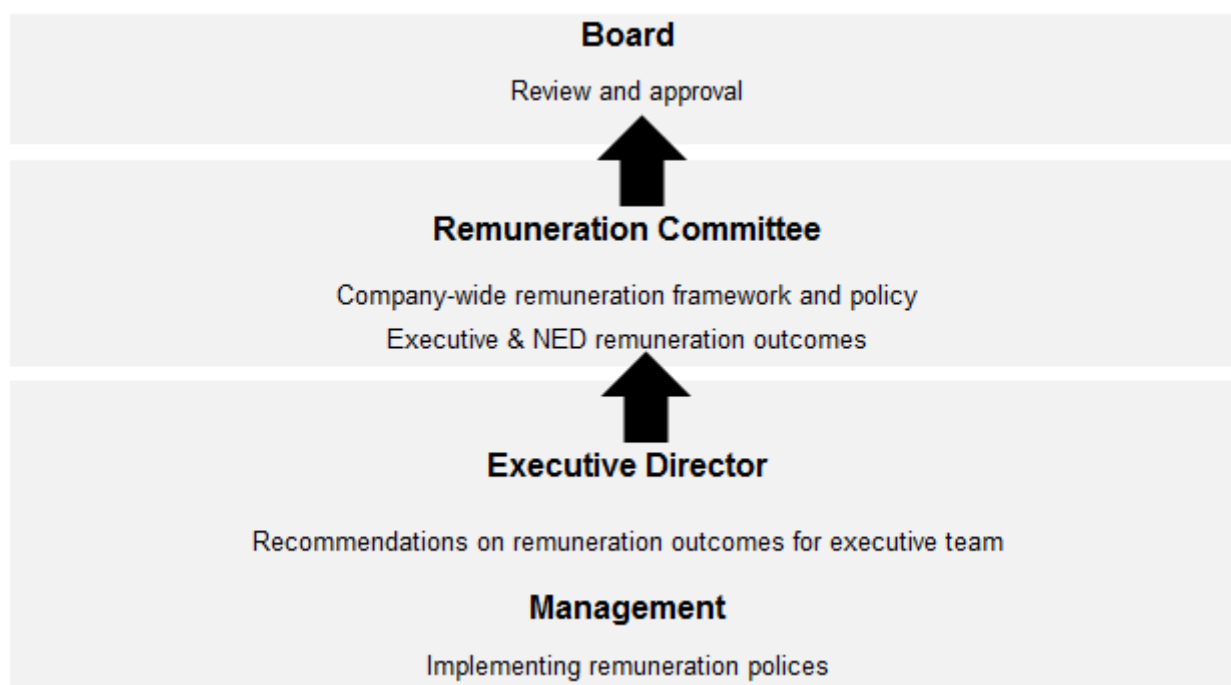 Board
Review and approval
Remuneration Committee
Company-wide remuneration framework and policy
Executive & NED remuneration outcomes
Executive Director
Recommendations on remuneration outcomes for executive team
Management
Implementing remuneration polices